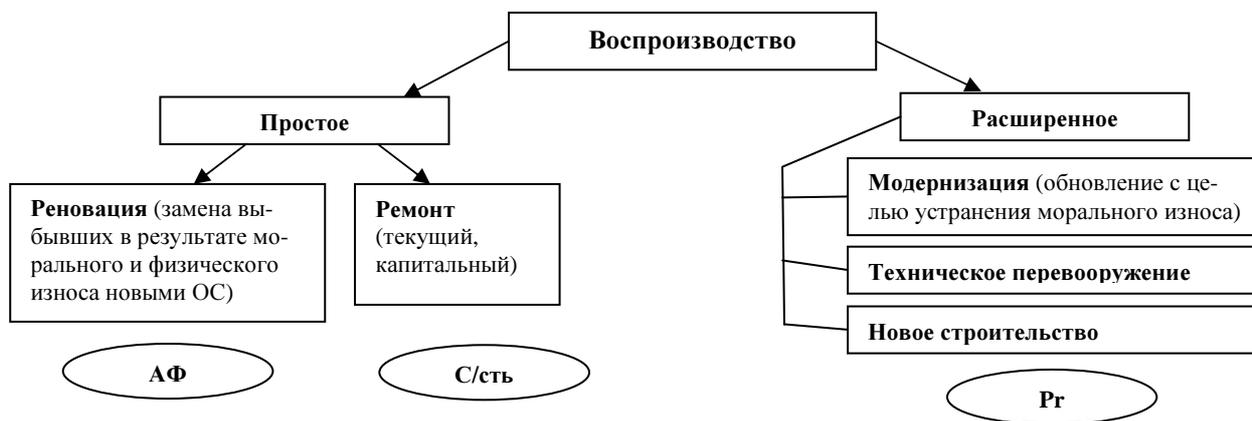 Воспроизводство
Простое
Расширенное
Реновация (замена вы-
бывших в результате мо-
рального и физического
износа новыми ОС)
Ремонт
(текущий,
капитальный)
Модернизация (обновление с це-
лью устранения морального износа)
Техническое перевооружение
Новое строительство
АФ
С/сть
Pr